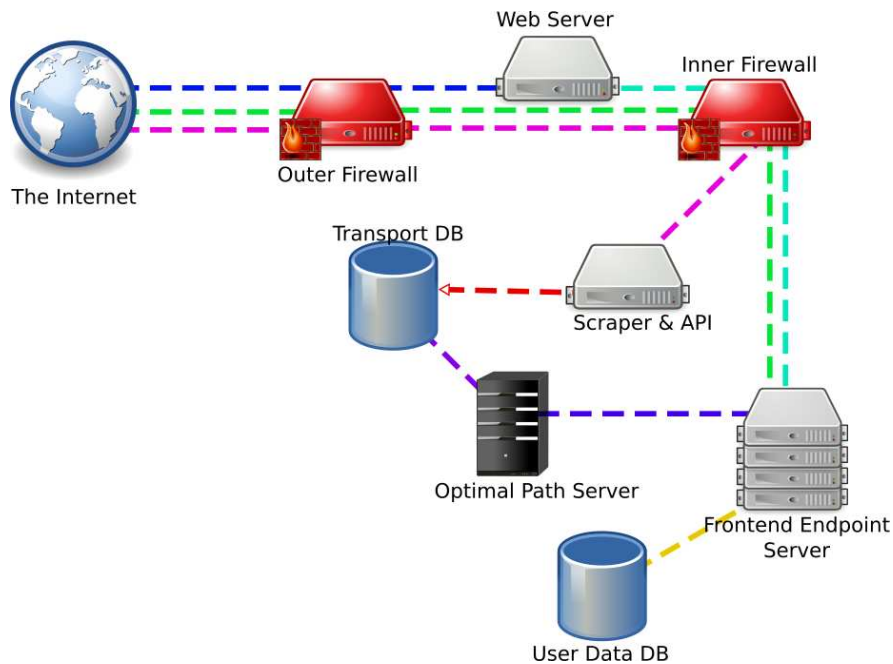 Web Server
Inner Firewall
The Internet
Outer Firewall
Transport DB
Scraper & API
Optimal Path Server
Frontend Endpoint
Server
User Data DB